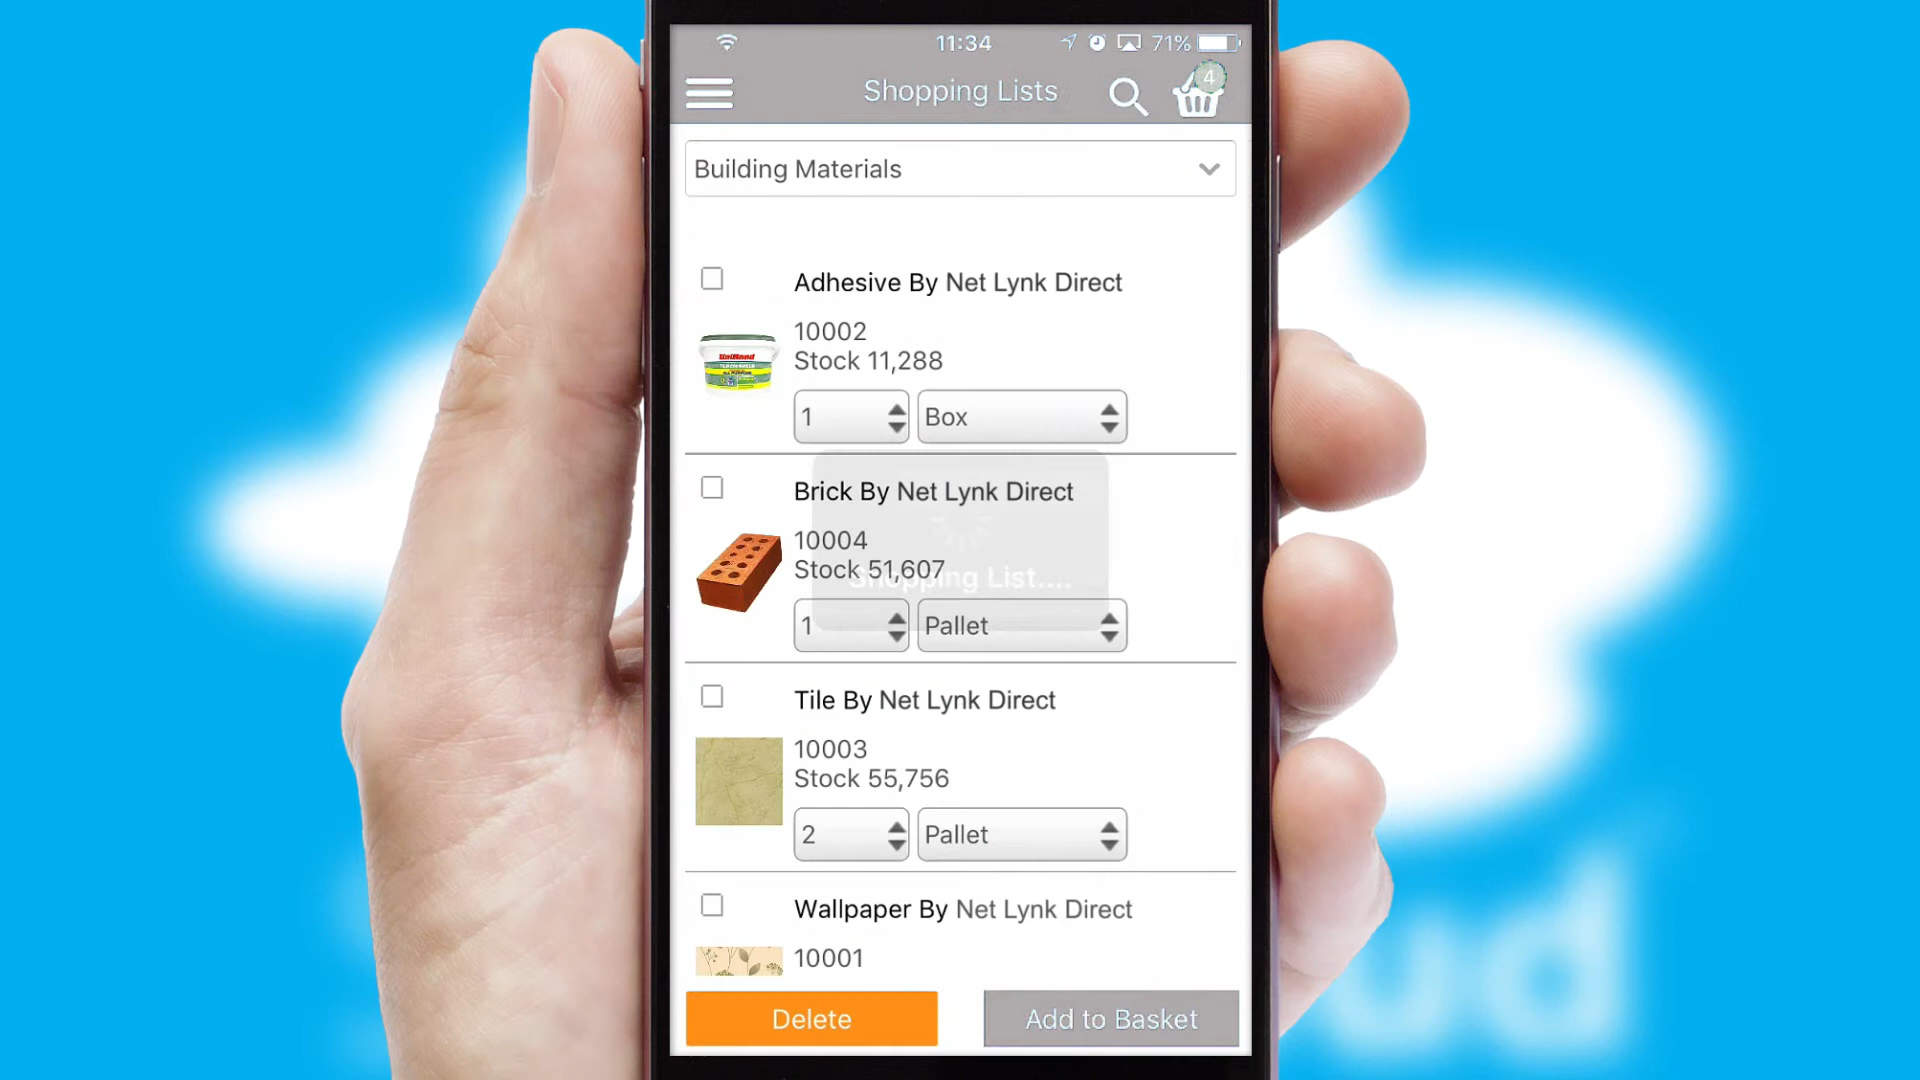 11:34
71%
Shopping Lists
4
Building Materials
Adhesive By Net Lynk Direct
10002
Stock 11,288
1
Box
Brick By Net Lynk Direct
10004
Stock 51,607
Shopping List....
1
Pallet
Tile By Net Lynk Direct
10003
Stock 55,756
2
Pallet
Wallpaper By Net Lynk Direct
10001
Delete
Add to Basket